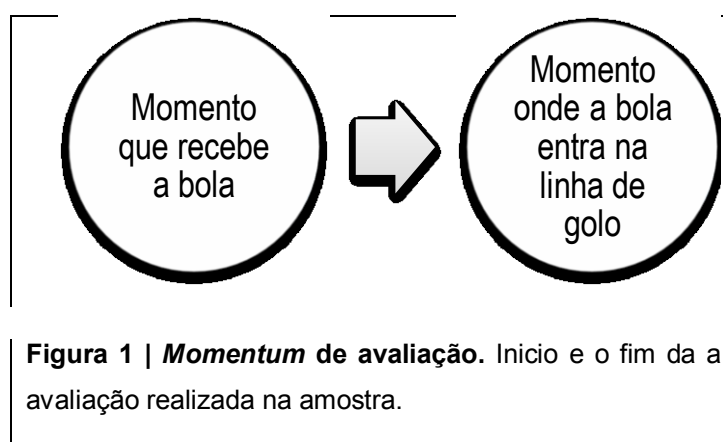 Momento
que recebe
a bola
Momento
onde a bola
entra na
linha de
golo
Figura 1 | Momentum de avaliação. Inicio e o fim da a
avaliação realizada na amostra.